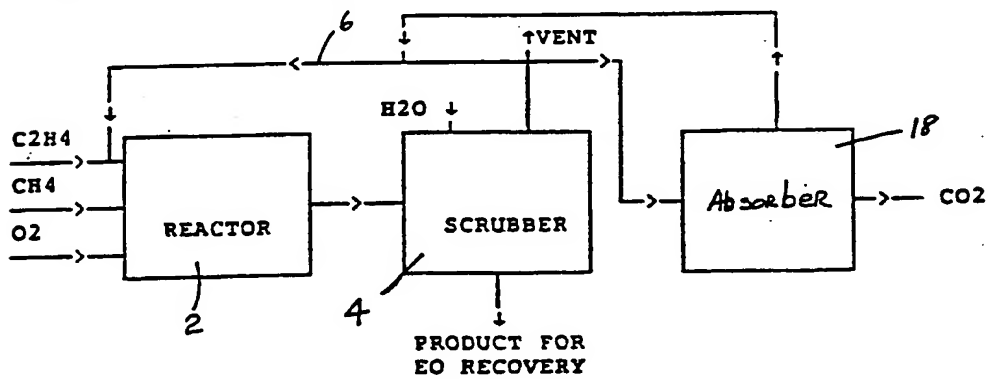 6
VENT
H2O
C2H4
18
CH4
Absorber
CO2
REACTOR
SCRUBBER
O2
2
4
PRODUCT FOR
EO RECOVERY